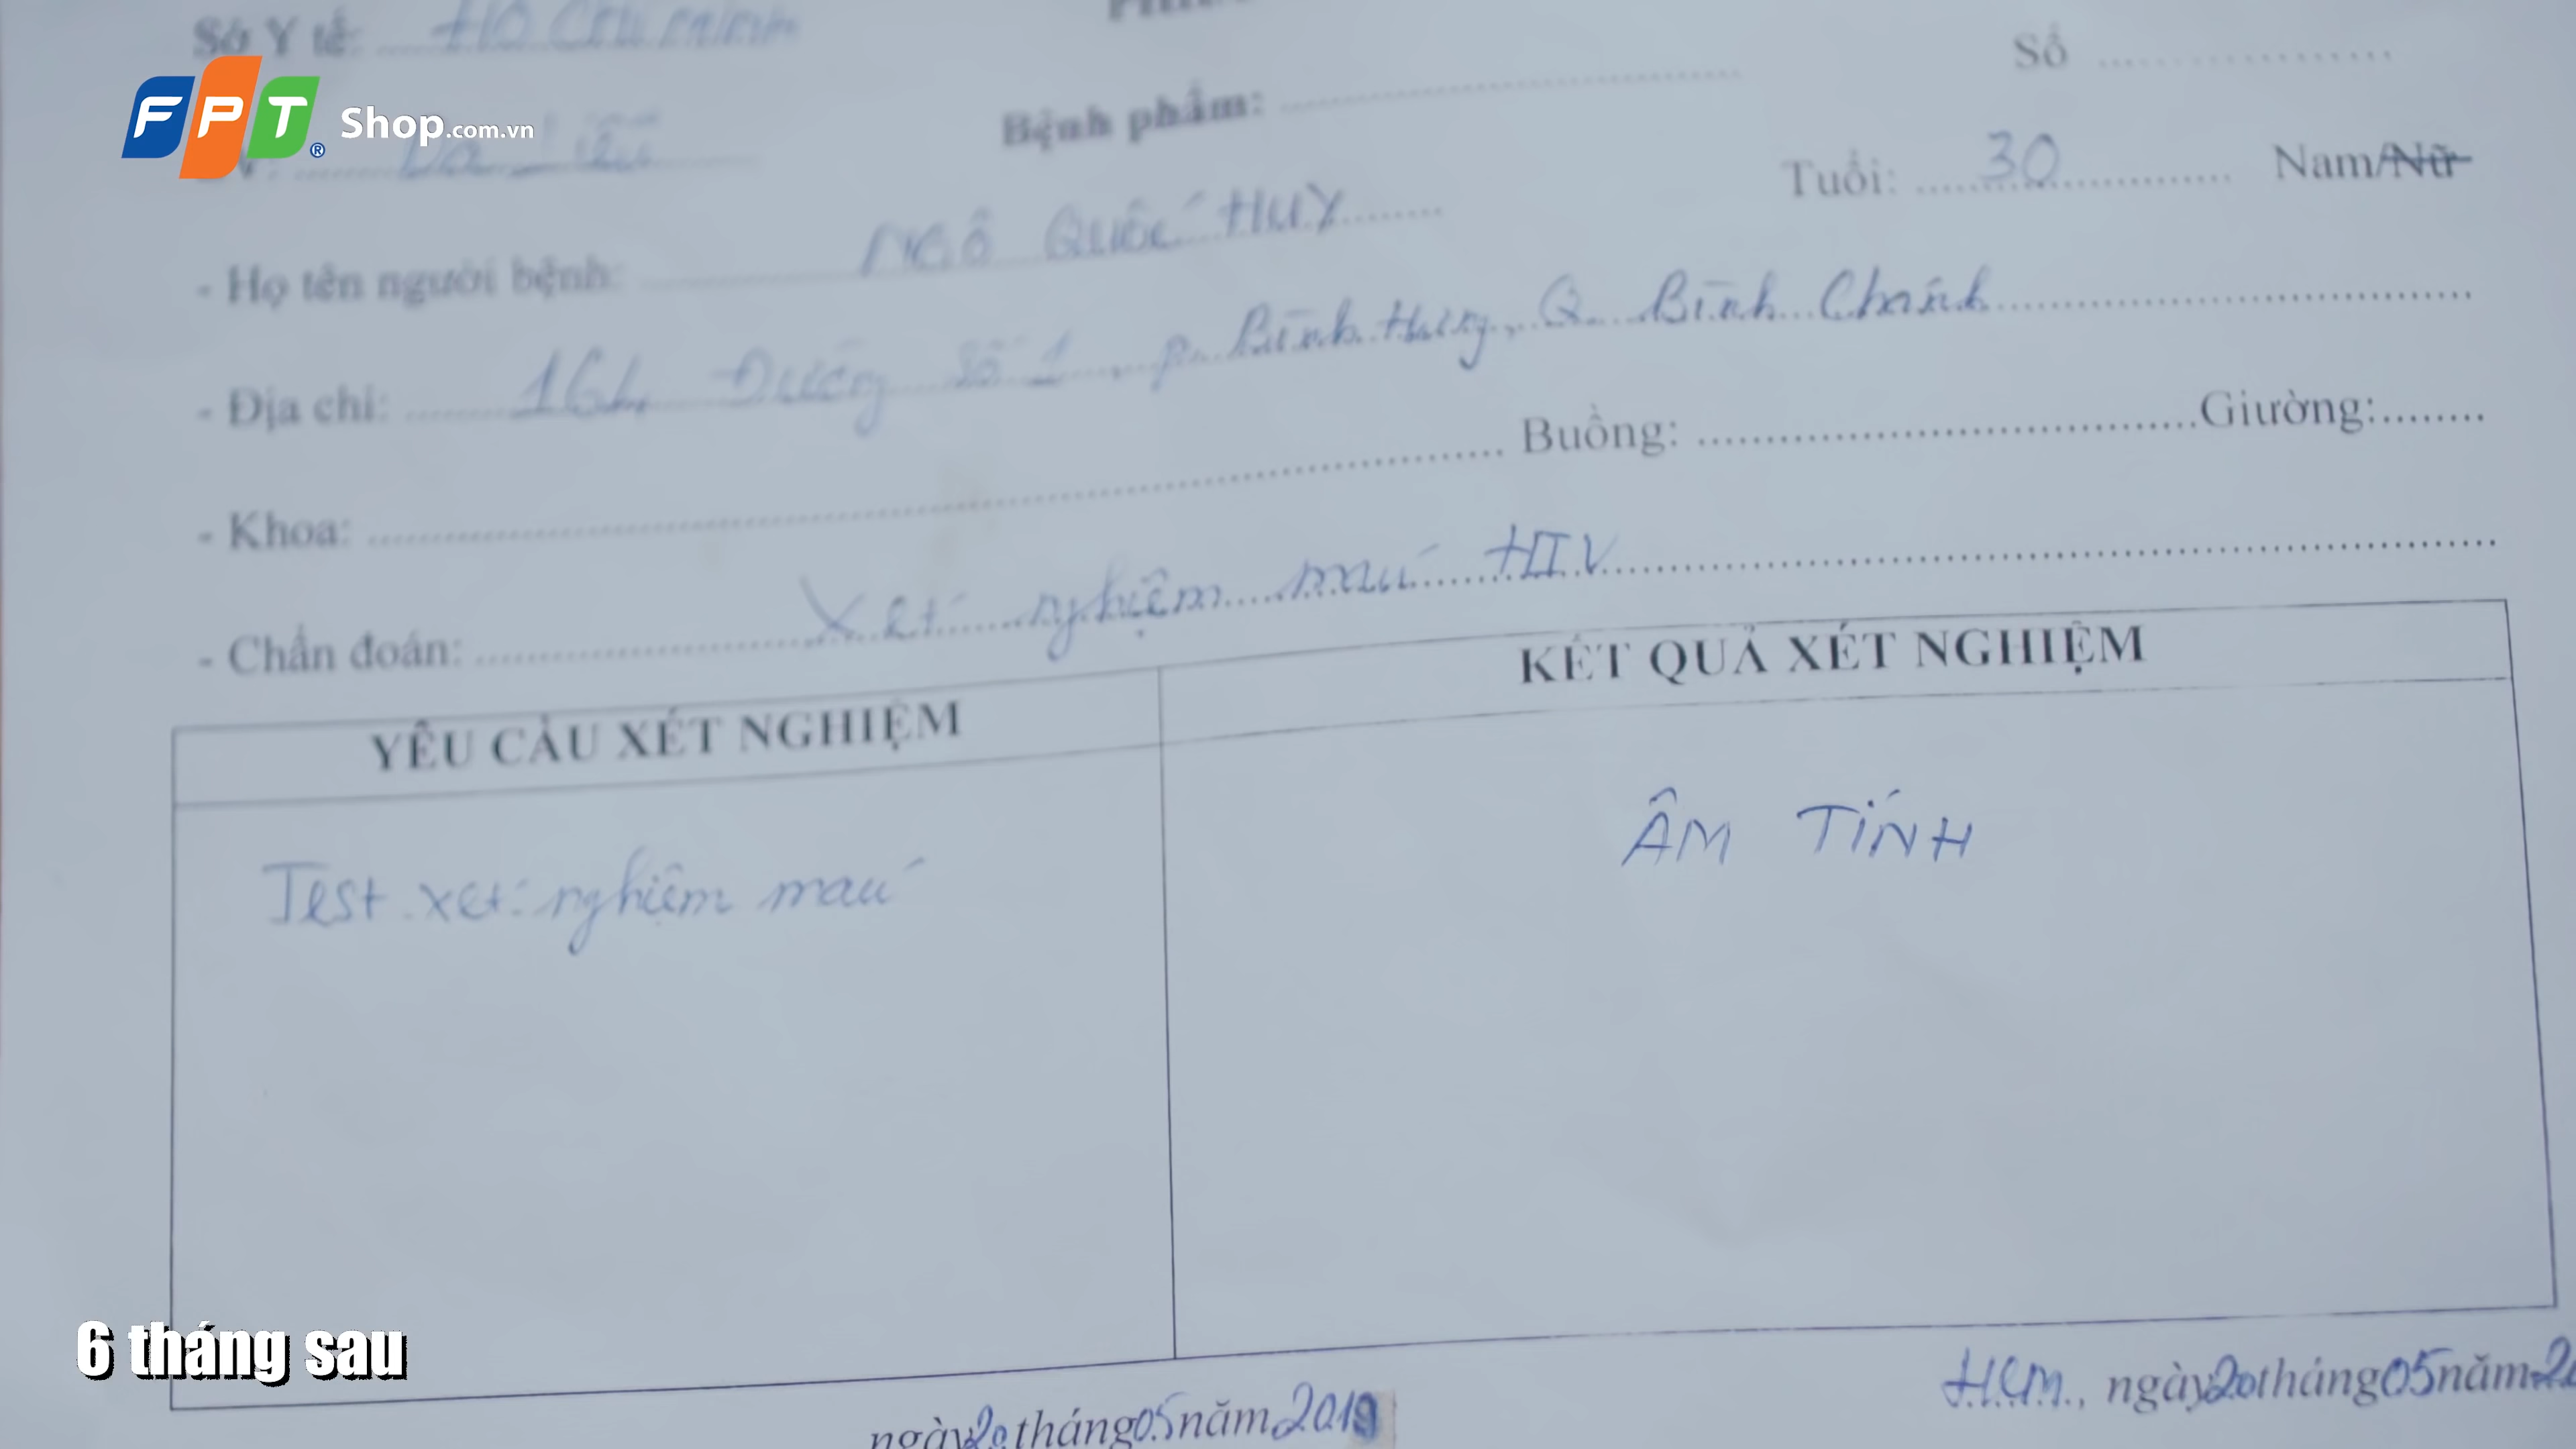 Sở Y tế: Hồ Chí Minh
Số ....................
FPT® Shop.com.vn
Bệnh phẩm: ....................
Da Liễu
Tuổi: 30 Nam/Nữ
- Họ tên người bệnh: NGÔ QUỐC HUY
- Địa chỉ: Đường Số 1, P. Bình Hưng, Q. Bình Chánh
- Khoa: .................... Buồng: .................... Giường:........
- Chẩn đoán: Xét nghiệm máu HIV
YÊU CẦU XÉT NGHIỆM
KẾT QUẢ XÉT NGHIỆM
Test xét nghiệm máu
ÂM TÍNH
6 tháng sau
HCM., ngày 20 tháng 05 năm
ngày 20 tháng 05 năm 2019